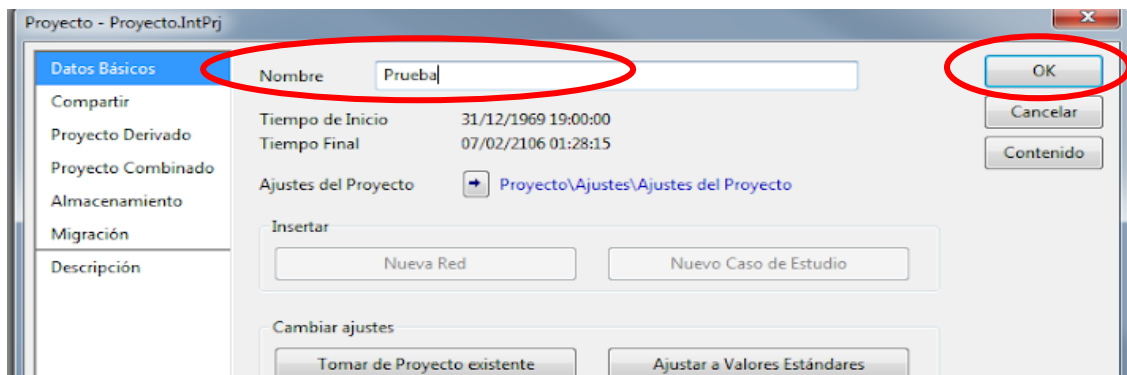 Proyecto - Proyecto.IntPrj
Datos Básicos
Compartir
Proyecto Derivado
Proyecto Combinado
Almacenamiento
Migración
Descripción
Nombre Prueba
Tiempo de Inicio 31/12/1969 19:00:00
Tiempo Final 07/02/2106 01:28:15
Ajustes del Proyecto Proyecto\Ajustes\Ajustes del Proyecto
Insertar
Nueva Red Nuevo Caso de Estudio
Cambiar ajustes
Tomar de Proyecto existente Ajustar a Valores Estándares
OK
Cancelar
Contenido